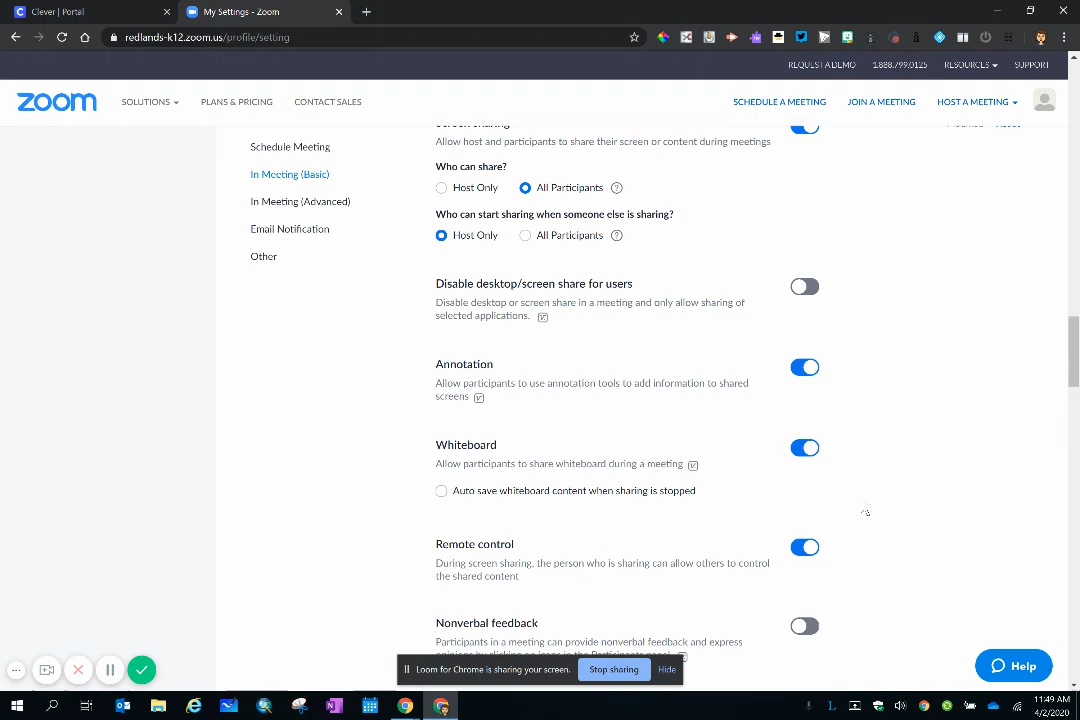 Clever | Portal
My Settings - Zoom
redlands-k12.zoom.us/profile/setting
REQUEST A DEMO 1.888.799.0125 RESOURCES SUPPORT
zoom SOLUTIONS PLANS & PRICING CONTACT SALES SCHEDULE A MEETING JOIN A MEETING HOST A MEETING
Schedule Meeting
In Meeting (Basic)
In Meeting (Advanced)
Email Notification
Other
Screen sharing
Allow host and participants to share their screen or content during meetings
Who can share?
Host Only All Participants
Who can start sharing when someone else is sharing?
Host Only All Participants
Disable desktop/screen share for users
Disable desktop or screen share in a meeting and only allow sharing of
selected applications.
Annotation
Allow participants to use annotation tools to add information to shared
screens
Whiteboard
Allow participants to share whiteboard during a meeting
Auto save whiteboard content when sharing is stopped
Remote control
During screen sharing, the person who is sharing can allow others to control
the shared content
Nonverbal feedback
Participants in a meeting can provide nonverbal feedback and express
Loom for Chrome is sharing your screen. Stop sharing Hide
Help
11:49 AM
4/2/2020